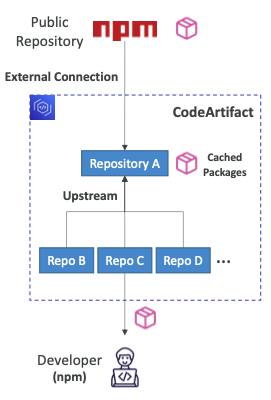 Public
Repository
npm
External Connection
CodeArtifact
Repository A
Cached
Packages
Upstream
Repo B
Repo C
Repo D
...
Developer
(npm)